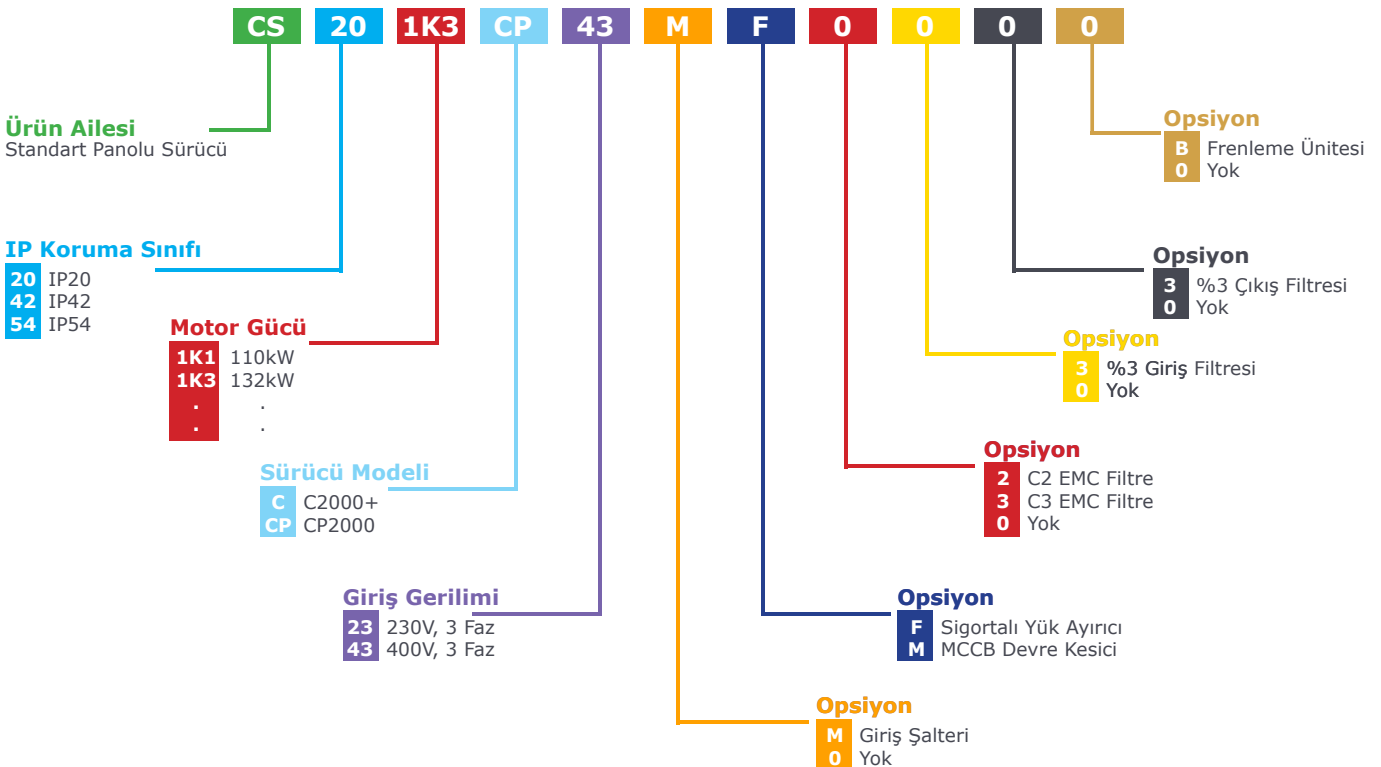 CS 20 1K3 CP 43 M F 0 0 0 0
Ürün Ailesi
Standart Panolu Sürücü
IP Koruma Sınıfı
20 IP20
42 IP42
54 IP54
Motor Gücü
1K1 110kW
1K3 132kW
. .
. .
Sürücü Modeli
C C2000+
CP CP2000
Giriş Gerilimi
23 230V, 3 Faz
43 400V, 3 Faz
Opsiyon
M Giriş Şalteri
0 Yok
Opsiyon
F Sigortalı Yük Ayırıcı
M MCCB Devre Kesici
Opsiyon
2 C2 EMC Filtre
3 C3 EMC Filtre
0 Yok
Opsiyon
3 %3 Giriş Filtresi
0 Yok
Opsiyon
3 %3 Çıkış Filtresi
0 Yok
Opsiyon
B Frenleme Ünitesi
0 Yok